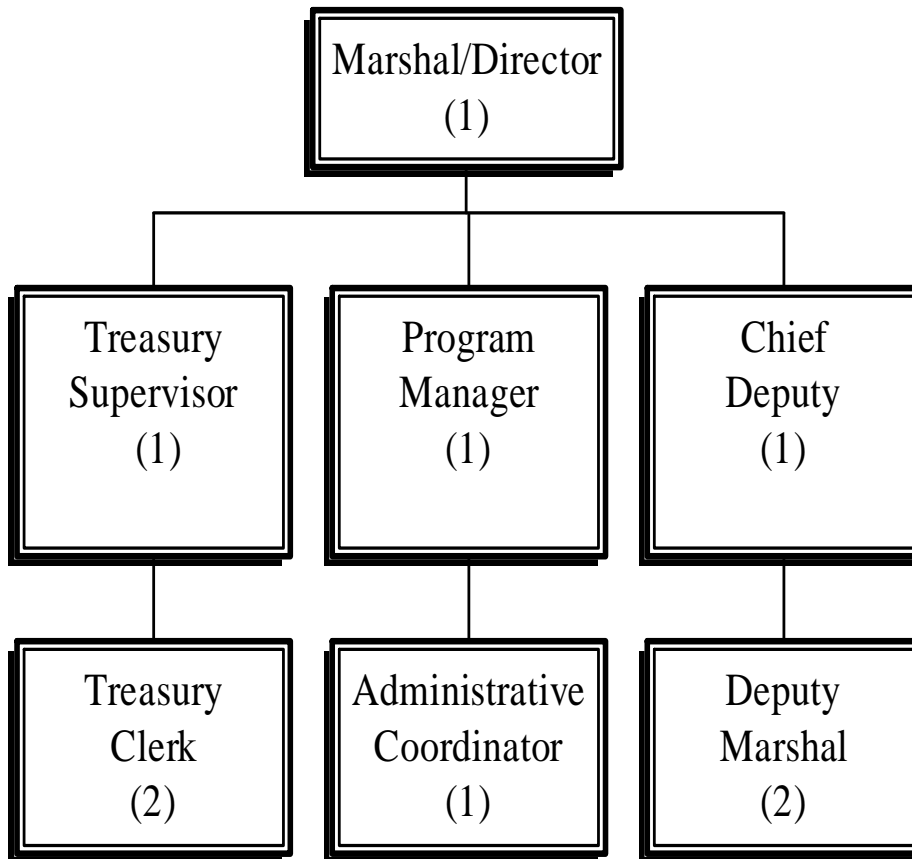 Marshal/Director
(1)
Treasury
Supervisor
(1)
Program
Manager
(1)
Chief
Deputy
(1)
Treasury
Clerk
(2)
Administrative
Coordinator
(1)
Deputy
Marshal
(2)